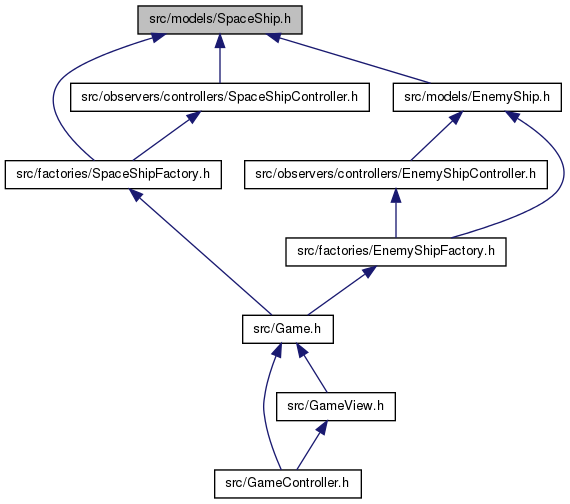 src/models/SpaceShip.h
src/observers/controllers/SpaceShipController.h
src/models/EnemyShip.h
src/factories/SpaceShipFactory.h
src/observers/controllers/EnemyShipController.h
src/factories/EnemyShipFactory.h
src/Game.h
src/GameView.h
src/GameController.h